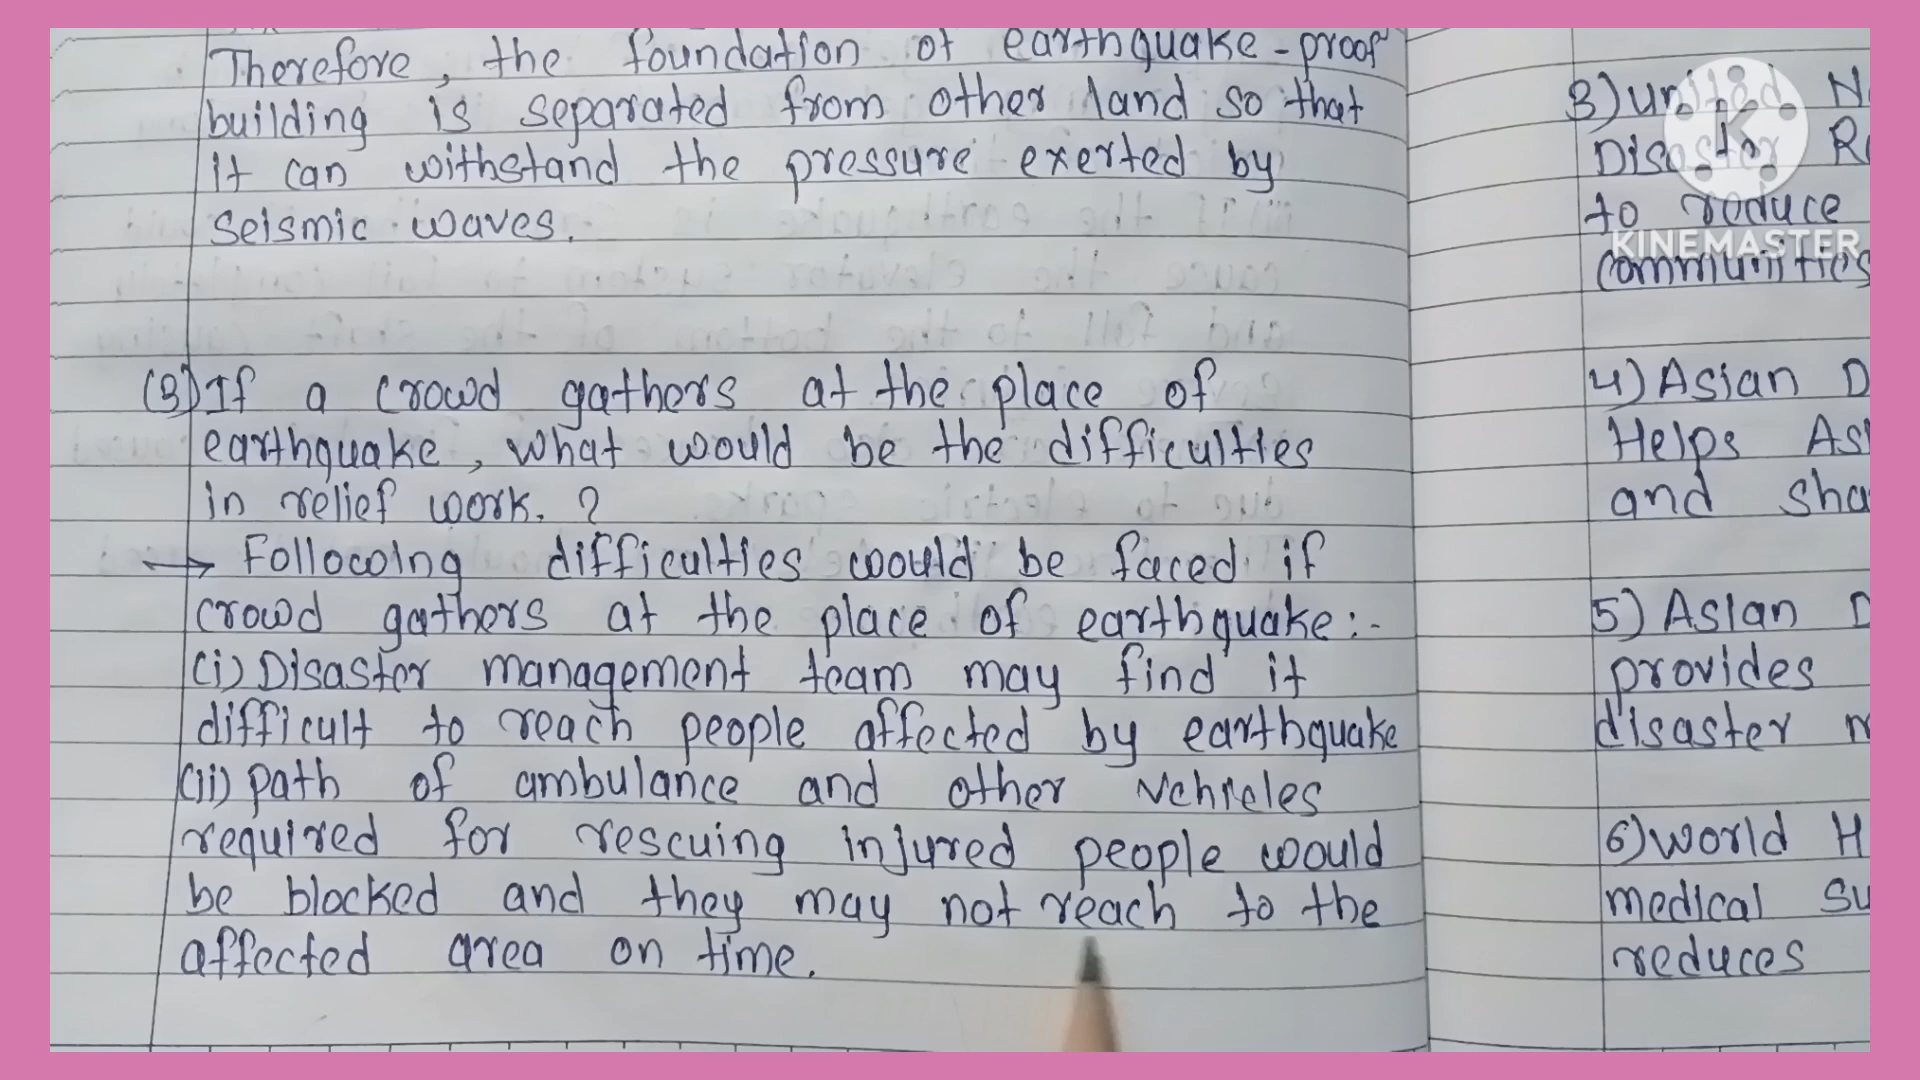 Therefore, the foundation of earthquake-proof
building is separated from other land so that
it can withstand the pressure exerted by
seismic waves.
(3) If a crowd gathers at the place of
earthquake, what would be the difficulties
in relief work. ?
→ Following difficulties would be faced if
crowd gathers at the place of earthquake:-
(i) Disaster management team may find it
difficult to reach people affected by earthquake
(ii) path of ambulance and other vehicles
required for rescuing injured people would
be blocked and they may not reach to the
affected area on time.
3) United
Disaster
to reduce
communities
4) Asian D
Helps
and
5) Asian D
provides
disaster
6) World H
medical
reduces
KINEMASTER